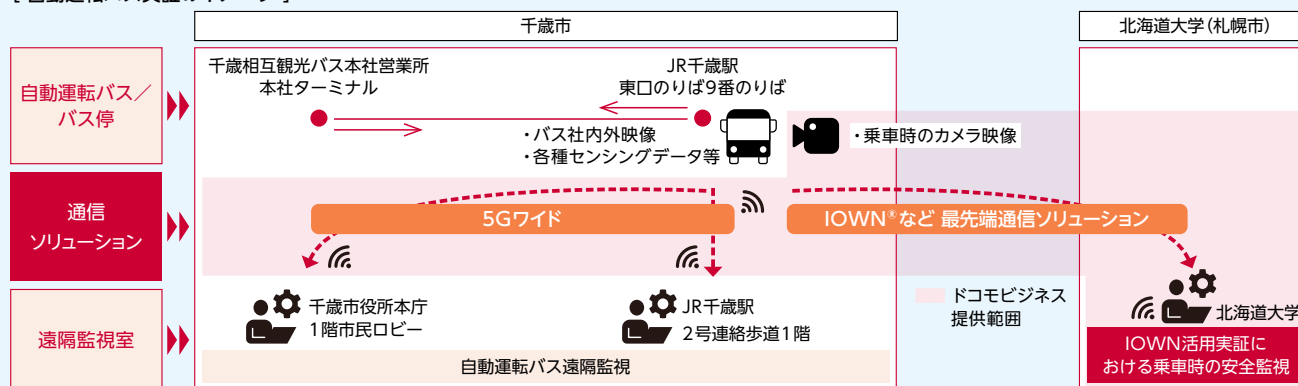 千歳市
北海道大学(札幌市)
自動運転バス／
バス停
千歳相互観光バス本社営業所
本社ターミナル
JR千歳駅
東口のりば9番のりば
・バス社内外映像
・各種センシングデータ等
・乗車時のカメラ映像
通信
ソリューション
5Gワイド
IOWN®など 最先端通信ソリューション
遠隔監視室
千歳市役所本庁
1階市民ロビー
JR千歳駅
2号連絡歩道1階
ドコモビジネス
提供範囲
北海道大学
自動運転バス遠隔監視
IOWN活用実証に
おける乗車時の安全監視